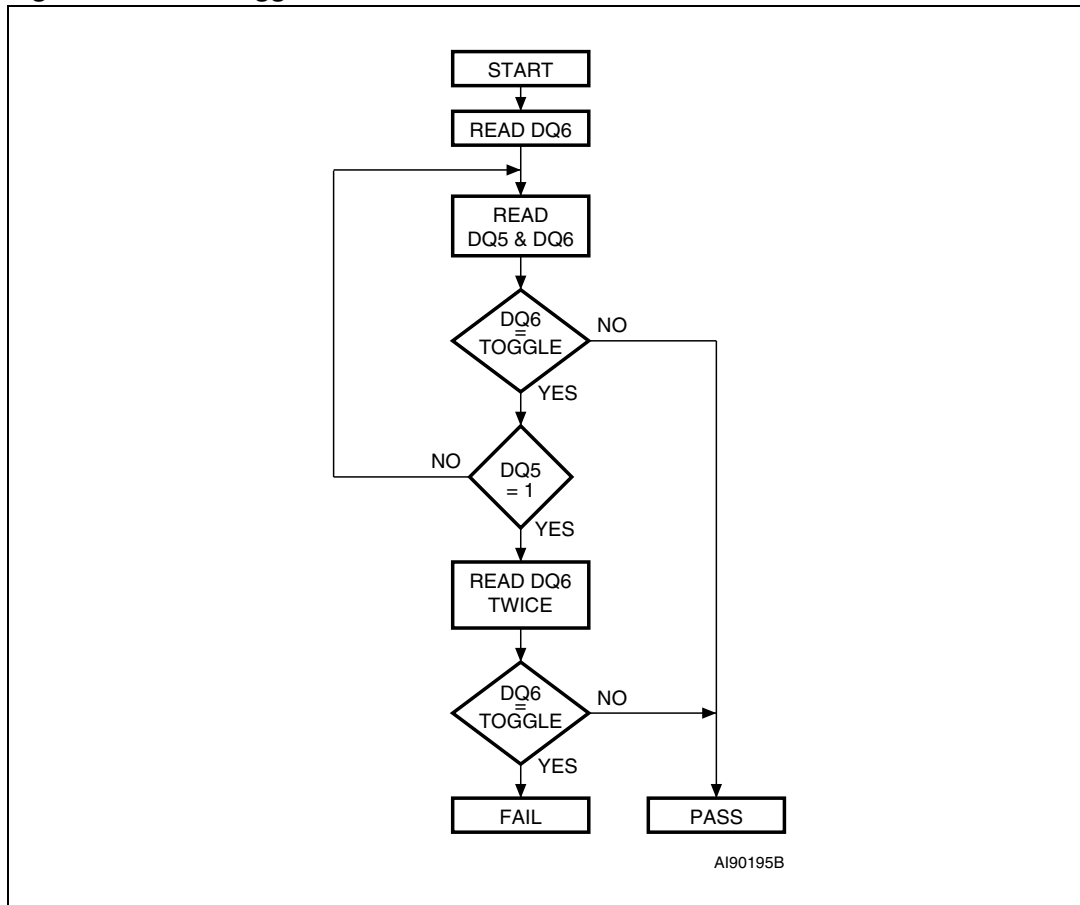 START
READ DQ6
READ
DQ5 & DQ6
DQ6
=
TOGGLE
NO
YES
NO
DQ5
= 1
YES
READ DQ6
TWICE
DQ6
=
TOGGLE
NO
YES
FAIL
PASS
AI90195B